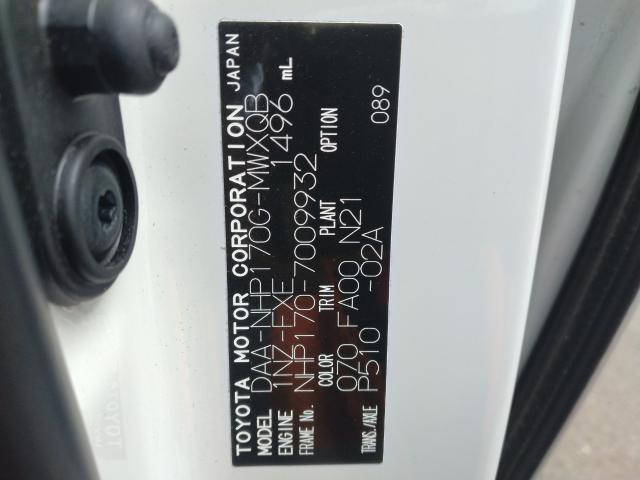 TOYOTA MOTOR CORPORATION JAPAN
MODEL DAA-NHP170G-MWXQB
ENGINE 1NZ-FXE 1496 mL
FRAME No. NHP170-7009932
COLOR TRIM PLANT OPTION
070 FA00 N21 089
TRANS./AXLE P510 -02A